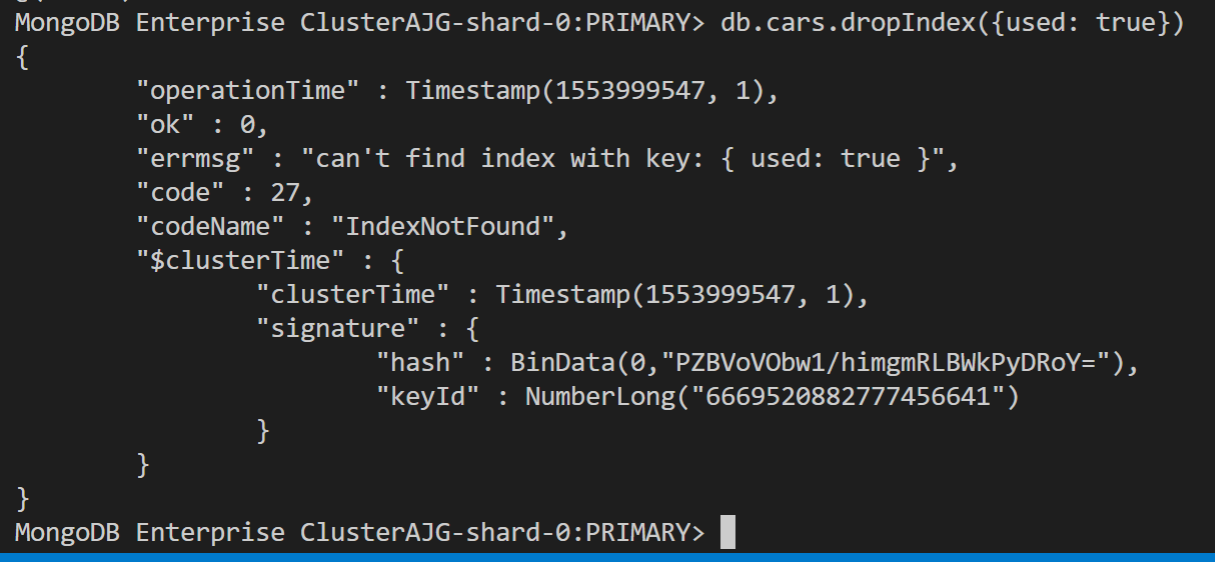 MongoDB Enterprise ClusterAJG-shard-0:PRIMARY> db.cars.dropIndex({used: true})
{
        "operationTime" : Timestamp(1553999547, 1),
        "ok" : 0,
        "errmsg" : "can't find index with key: { used: true }",
        "code" : 27,
        "codeName" : "IndexNotFound",
        "$clusterTime" : {
                "clusterTime" : Timestamp(1553999547, 1),
                "signature" : {
                        "hash" : BinData(0,"PZBVoVObw1/himgmRLBWkPyDRoY="),
                        "keyId" : NumberLong("6669520882777456641")
                }
        }
}
MongoDB Enterprise ClusterAJG-shard-0:PRIMARY>